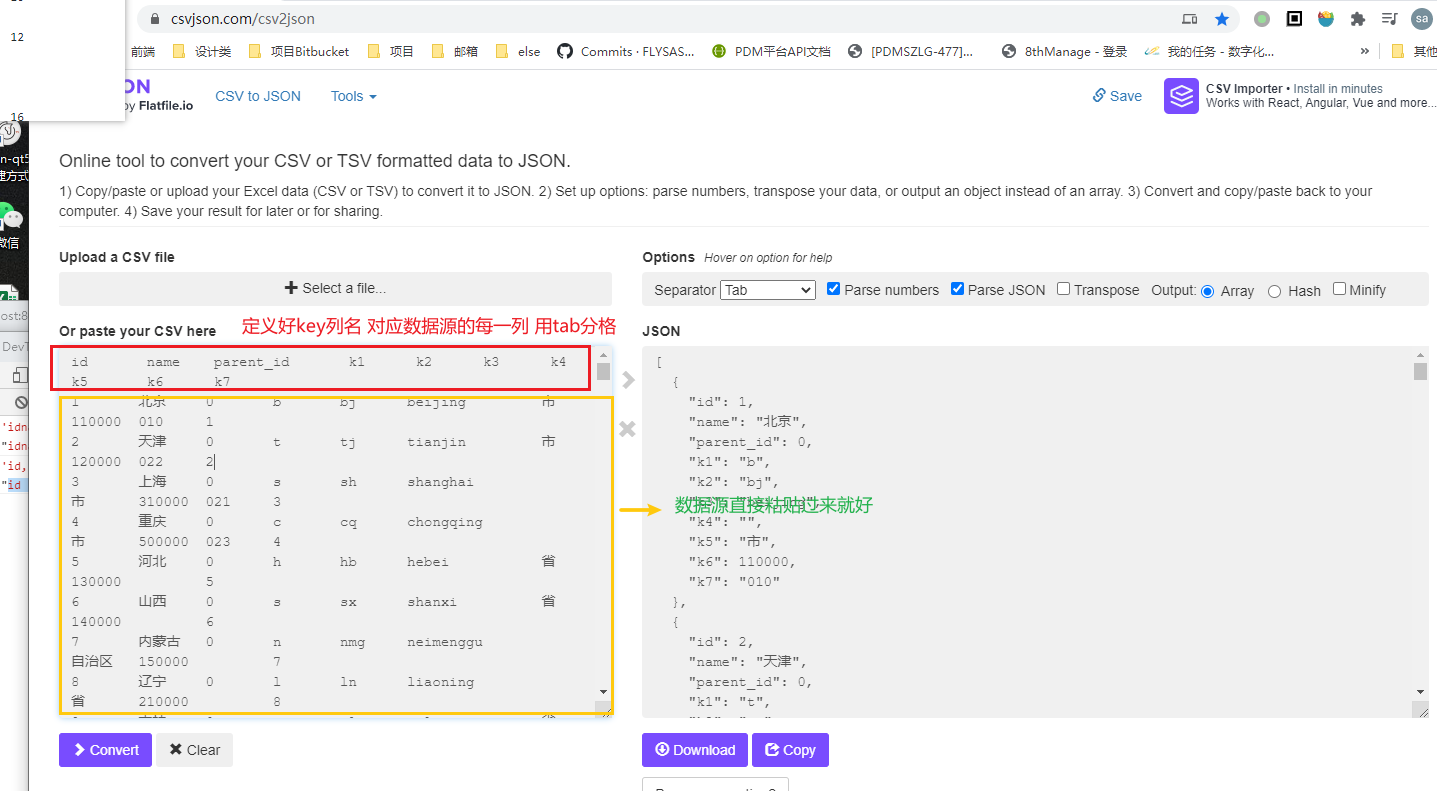 12
16
csvjson.com/csv2json
sa
前端 设计类 项目Bitbucket 项目 邮箱 else Commits · FLYSAS... PDM平台API文档 [PDMSZLG-477]... 8thManage - 登录 我的任务 - 数字化... » 其他
ON
by Flatfile.io
CSV to JSON Tools
Save
CSV Importer • Install in minutes
Works with React, Angular, Vue and more...
n-qt5
建方式
微信
ost:8
DevT
'idn
"idn
'id,
"id
Online tool to convert your CSV or TSV formatted data to JSON.
1) Copy/paste or upload your Excel data (CSV or TSV) to convert it to JSON. 2) Set up options: parse numbers, transpose your data, or output an object instead of an array. 3) Convert and copy/paste back to your
computer. 4) Save your result for later or for sharing.
Upload a CSV file
Select a file...
Or paste your CSV here
定义好key列名 对应数据源的每一列 用tab分格
id name parent_id k1 k2 k3 k4
k5 k6 k7
1 北京 0 b bj beijing 市
110000 010 1
2 天津 0 t tj tianjin 市
120000 022 2
3 上海 0 s sh shanghai
市 310000 021 3
4 重庆 0 c cq chongqing
市 500000 023 4
5 河北 0 h hb hebei 省
130000 5
6 山西 0 s sx shanxi 省
140000 6
7 内蒙古 0 n nmg neimenggu
自治区 150000 7
8 辽宁 0 l ln liaoning
省 210000 8
Convert Clear
Options Hover on option for help
Separator Tab Parse numbers Parse JSON Transpose Output: Array Hash Minify
JSON
[
{
"id": 1,
"name": "北京",
"parent_id": 0,
"k1": "b",
"k2": "bj",
数据源直接粘贴过来就好
"k4": "",
"k5": "市",
"k6": 110000,
"k7": "010"
},
{
"id": 2,
"name": "天津",
"parent_id": 0,
"k1": "t",
Download Copy